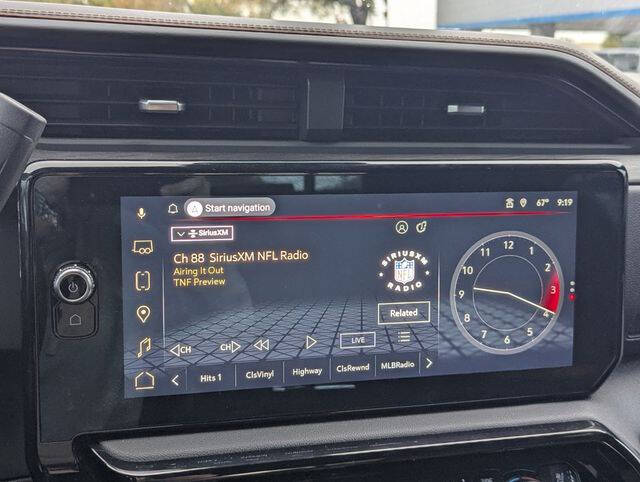 Start navigation
67° 9:19
SiriusXM
Ch 88 SiriusXM NFL Radio
Airing It Out
TNF Preview
SIRIUSXM
NFL
RADIO
Related
CH CH LIVE
Hits 1 ClsVinyl Highway ClsRewnd MLBRadio
12
11 1
10 2
9 3
8 4
7 5
6